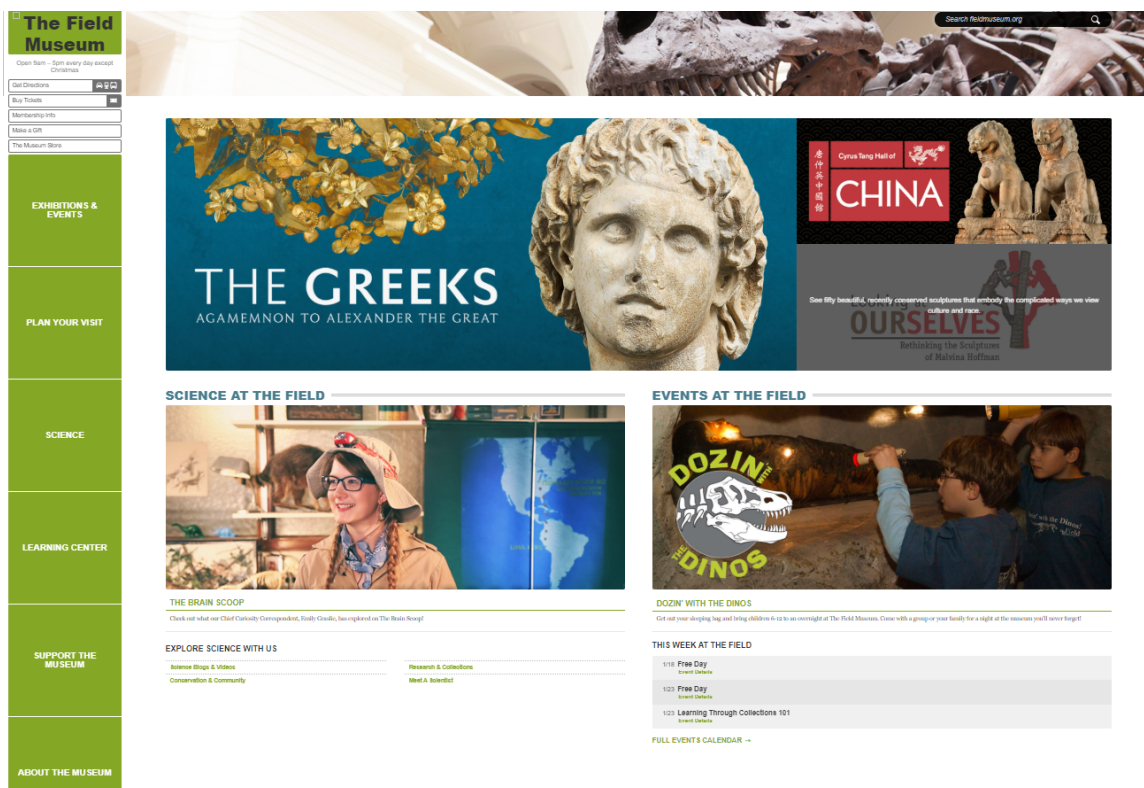 The Field
Museum
Open 9am – 5pm every day except
Christmas
Get Directions
Buy Tickets
Membership Info
Make a Gift
The Museum Store
EXHIBITIONS &
EVENTS
PLAN YOUR VISIT
SCIENCE
LEARNING CENTER
SUPPORT THE
MUSEUM
ABOUT THE MUSEUM
Search fieldmuseum.org
THE GREEKS
AGAMEMNON TO ALEXANDER THE GREAT
唐仲英中國館
Cyrus Tang Hall of
CHINA
See fifty beautiful, recently conserved sculptures that embody the complicated ways we view
culture and race.
Looking at
OURSELVES
Rethinking the Sculptures
of Malvina Hoffman
SCIENCE AT THE FIELD
THE BRAIN SCOOP
Check out what our Chief Curiosity Correspondent, Emily Graslie, has explored on The Brain Scoop!
EXPLORE SCIENCE WITH US
Science Blogs & Videos
Research & Collections
Conservation & Community
Meet A Scientist
EVENTS AT THE FIELD
DOZIN' WITH
THE DINOS
DOZIN' WITH THE DINOS
Get out your sleeping bag and bring children 6-12 to an overnight at The Field Museum. Come with a group or your family for a night at the museum you'll never forget!
THIS WEEK AT THE FIELD
1/18 Free Day
Event Details
1/23 Free Day
Event Details
1/23 Learning Through Collections 101
Event Details
FULL EVENTS CALENDAR →